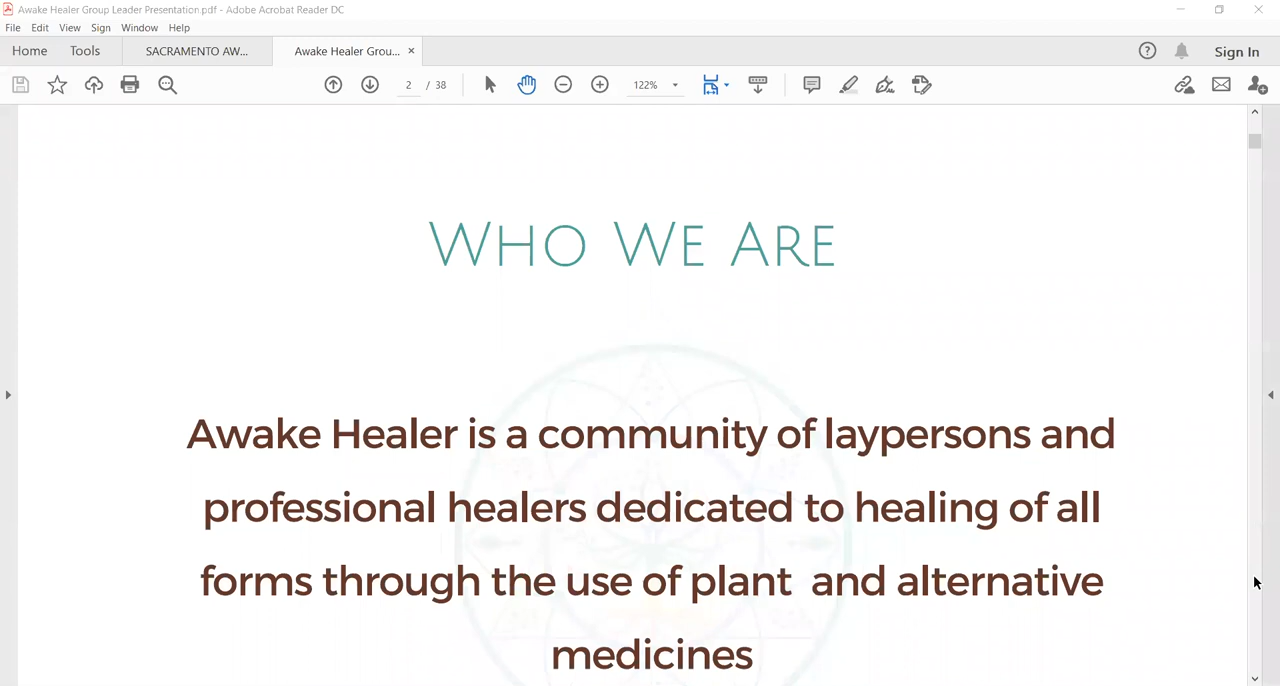 Awake Healer Group Leader Presentation.pdf - Adobe Acrobat Reader DC
File Edit View Sign Window Help
Home Tools SACRAMENTO AW... Awake Healer Grou... × Sign In
2 / 38 122%
WHO WE ARE
Awake Healer is a community of laypersons and
professional healers dedicated to healing of all
forms through the use of plant and alternative
medicines